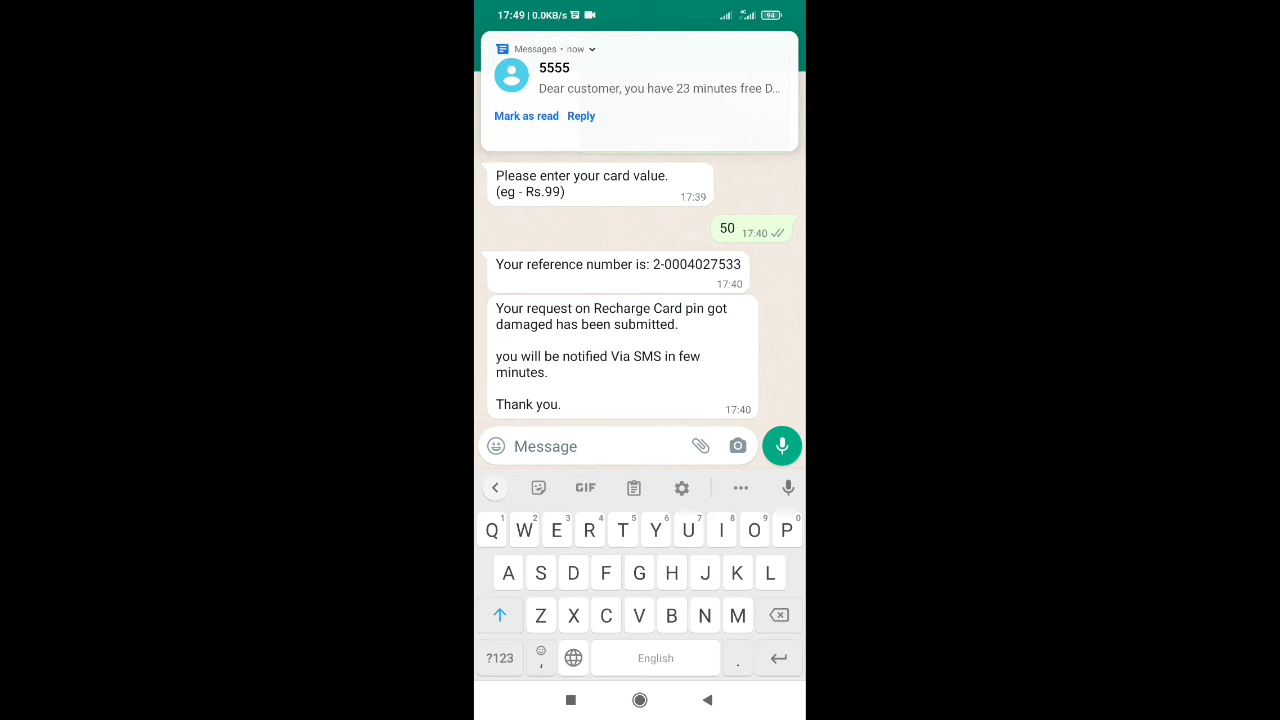 17:49 | 0.0KB/s
4G
94
Messages • now
5555
Dear customer, you have 23 minutes free D...
Mark as read Reply
Please enter your card value.
(eg - Rs.99)
17:39
50 17:40
Your reference number is: 2-0004027533
17:40
Your request on Recharge Card pin got
damaged has been submitted.
you will be notified Via SMS in few
minutes.
Thank you.
17:40
Message
GIF
1 2 3 4 5 6 7 8 9 0
Q W E R T Y U I O P
A S D F G H J K L
Z X C V B N M
?123 , English .